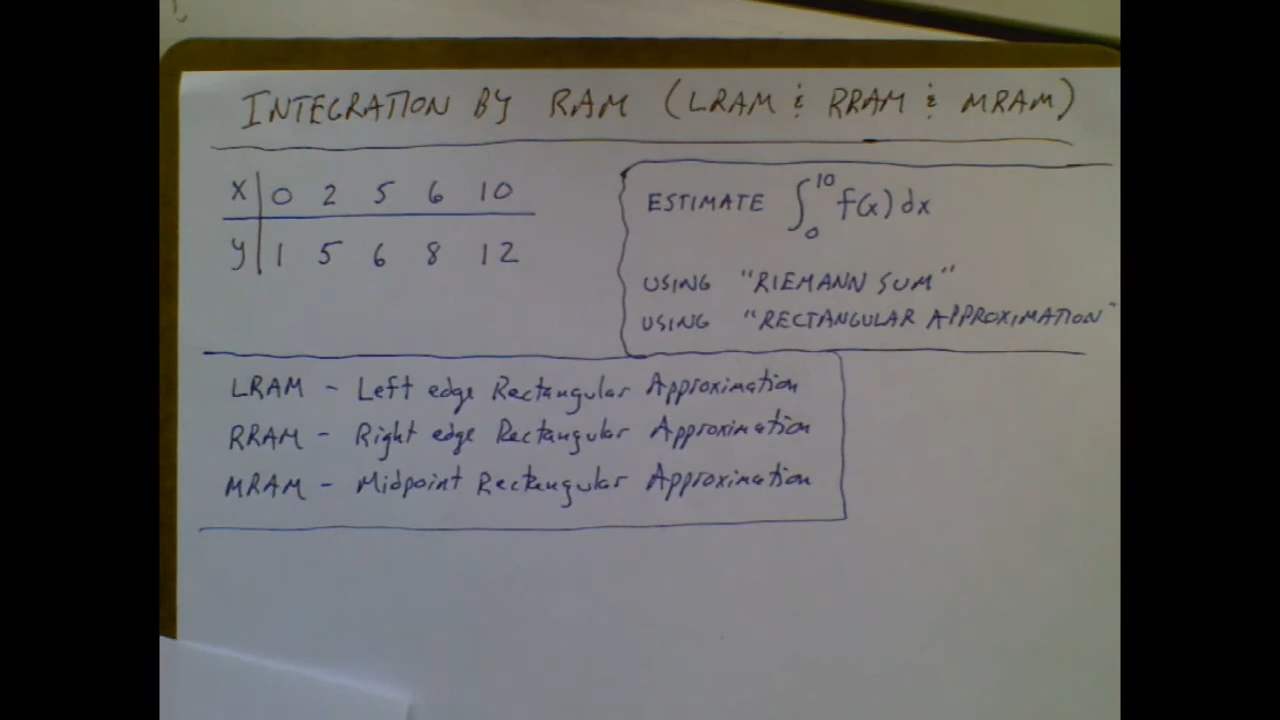 INTEGRATION BY RAM (LRAM & RRAM & MRAM)
x 0 2 5 6 10
y 1 5 6 8 12
ESTIMATE ∫₀¹⁰ f(x) dx
USING "RIEMANN SUM"
USING "RECTANGULAR APPROXIMATION"
LRAM - Left edge Rectangular Approximation
RRAM - Right edge Rectangular Approximation
MRAM - Midpoint Rectangular Approximation